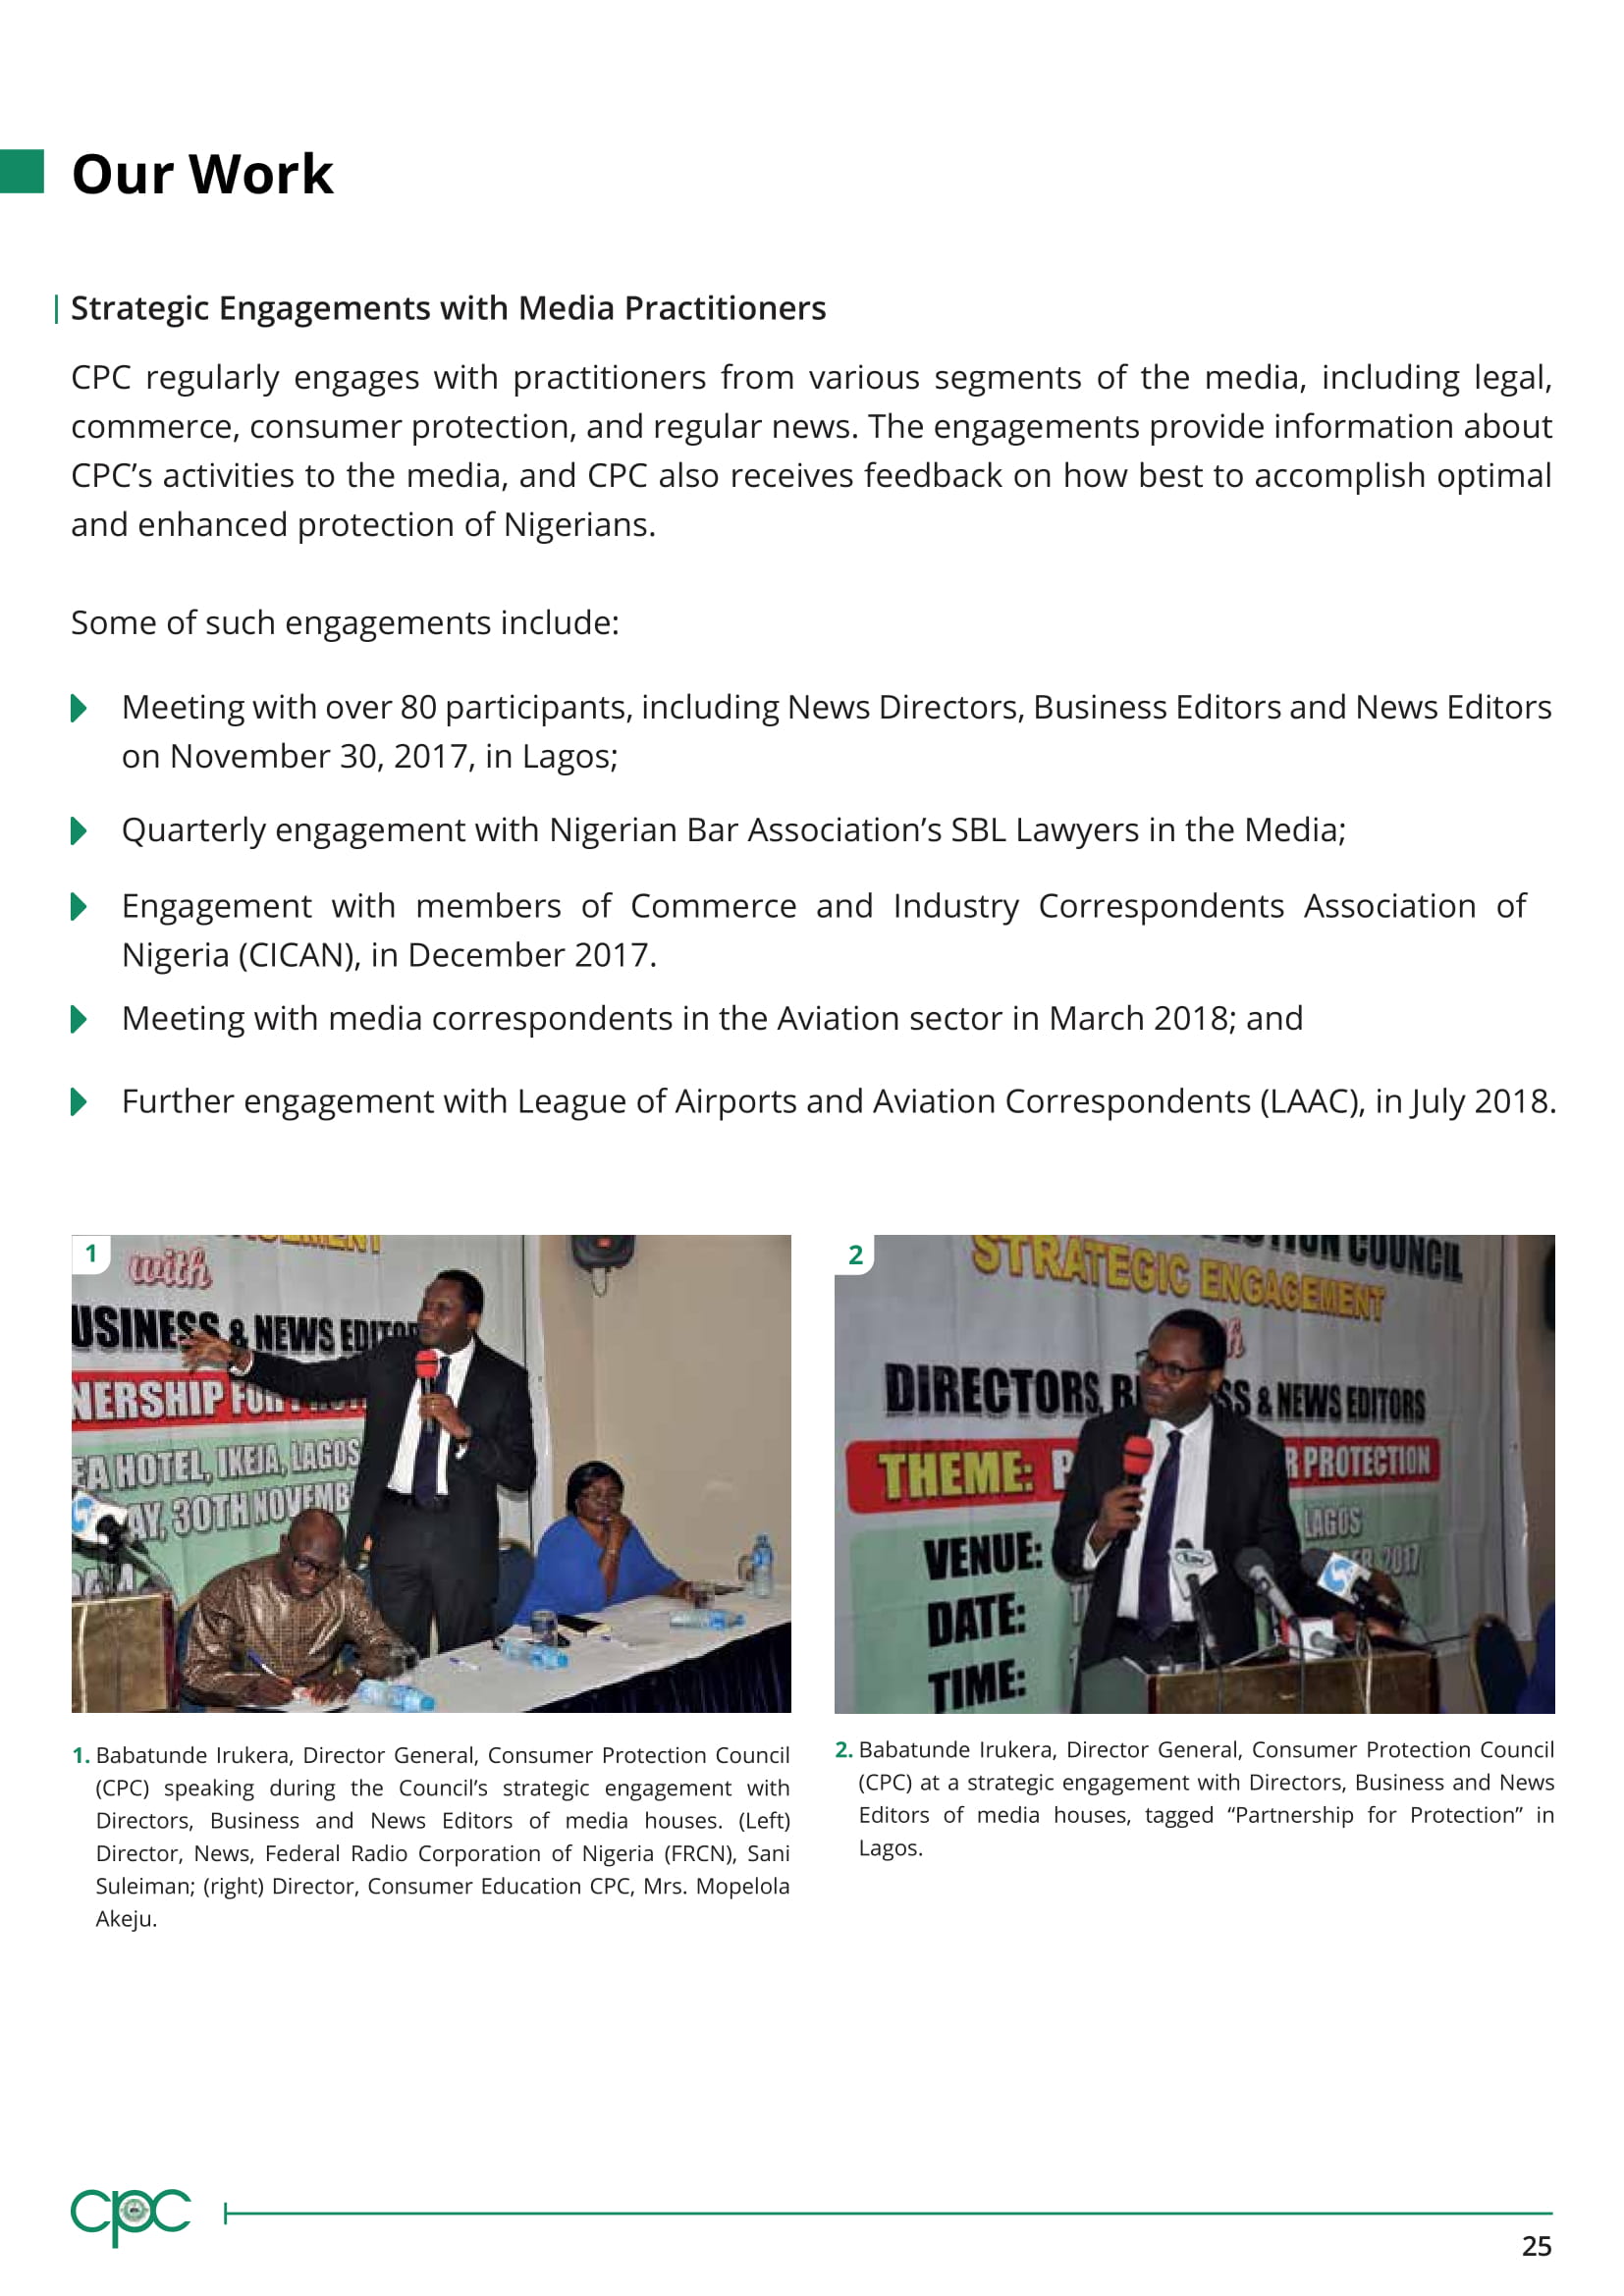 Our Work
Strategic Engagements with Media Practitioners
CPC regularly engages with practitioners from various segments of the media, including legal,
commerce, consumer protection, and regular news. The engagements provide information about
CPC’s activities to the media, and CPC also receives feedback on how best to accomplish optimal
and enhanced protection of Nigerians.
Some of such engagements include:
Meeting with over 80 participants, including News Directors, Business Editors and News Editors
on November 30, 2017, in Lagos;
Quarterly engagement with Nigerian Bar Association’s SBL Lawyers in the Media;
Engagement with members of Commerce and Industry Correspondents Association of
Nigeria (CICAN), in December 2017.
Meeting with media correspondents in the Aviation sector in March 2018; and
Further engagement with League of Airports and Aviation Correspondents (LAAC), in July 2018.
1
with
USINESS & NEWS EDITOR
NERSHIP FOR
EA HOTEL, IKEJA, LAGOS
AY, 30TH NOVEMB
2
COUNCIL
STRATEGIC ENGAGEMENT
DIRECTORS, B SS & NEWS EDITORS
THEME: P R PROTECTION
VENUE: LAGOS
DATE: 2017
TIME:
1. Babatunde Irukera, Director General, Consumer Protection Council
(CPC) speaking during the Council’s strategic engagement with
Directors, Business and News Editors of media houses. (Left)
Director, News, Federal Radio Corporation of Nigeria (FRCN), Sani
Suleiman; (right) Director, Consumer Education CPC, Mrs. Mopelola
Akeju.
2. Babatunde Irukera, Director General, Consumer Protection Council
(CPC) at a strategic engagement with Directors, Business and News
Editors of media houses, tagged “Partnership for Protection” in
Lagos.
cpc
25